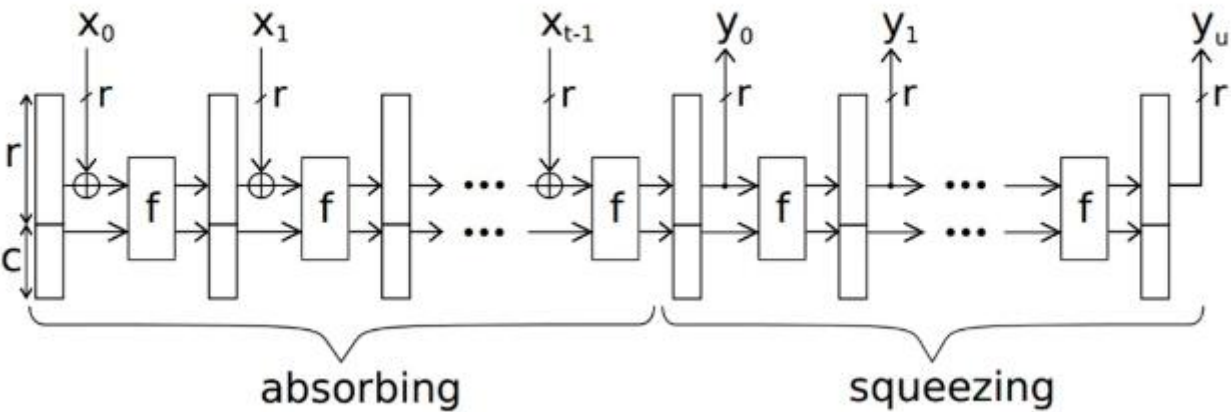 x₀ x₁ xₜ₋₁ y₀ y₁ yᵤ
r r r r r r
r
f f f f f
c
absorbing squeezing